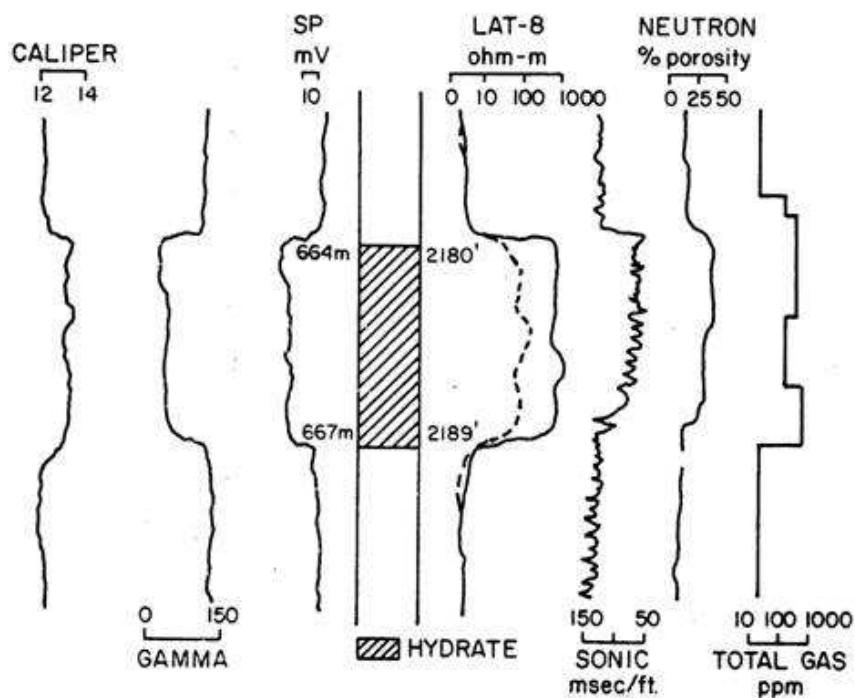 SP
LAT-8
NEUTRON
CALIPER
mV
ohm-m
% porosity
12 14
10
0 10 100 1000
0 25 50
664m
2180'
667m
2189'
0 150
GAMMA
HYDRATE
150 50
SONIC
msec/ft.
10 100 1000
TOTAL GAS
ppm